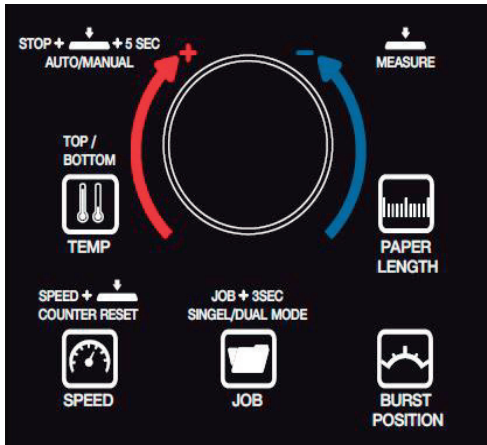 STOP + + 5 SEC
AUTO/MANUAL
+
-
MEASURE
TOP /
BOTTOM
TEMP
PAPER
LENGTH
SPEED +
COUNTER RESET
JOB + 3SEC
SINGEL/DUAL MODE
SPEED
JOB
BURST
POSITION